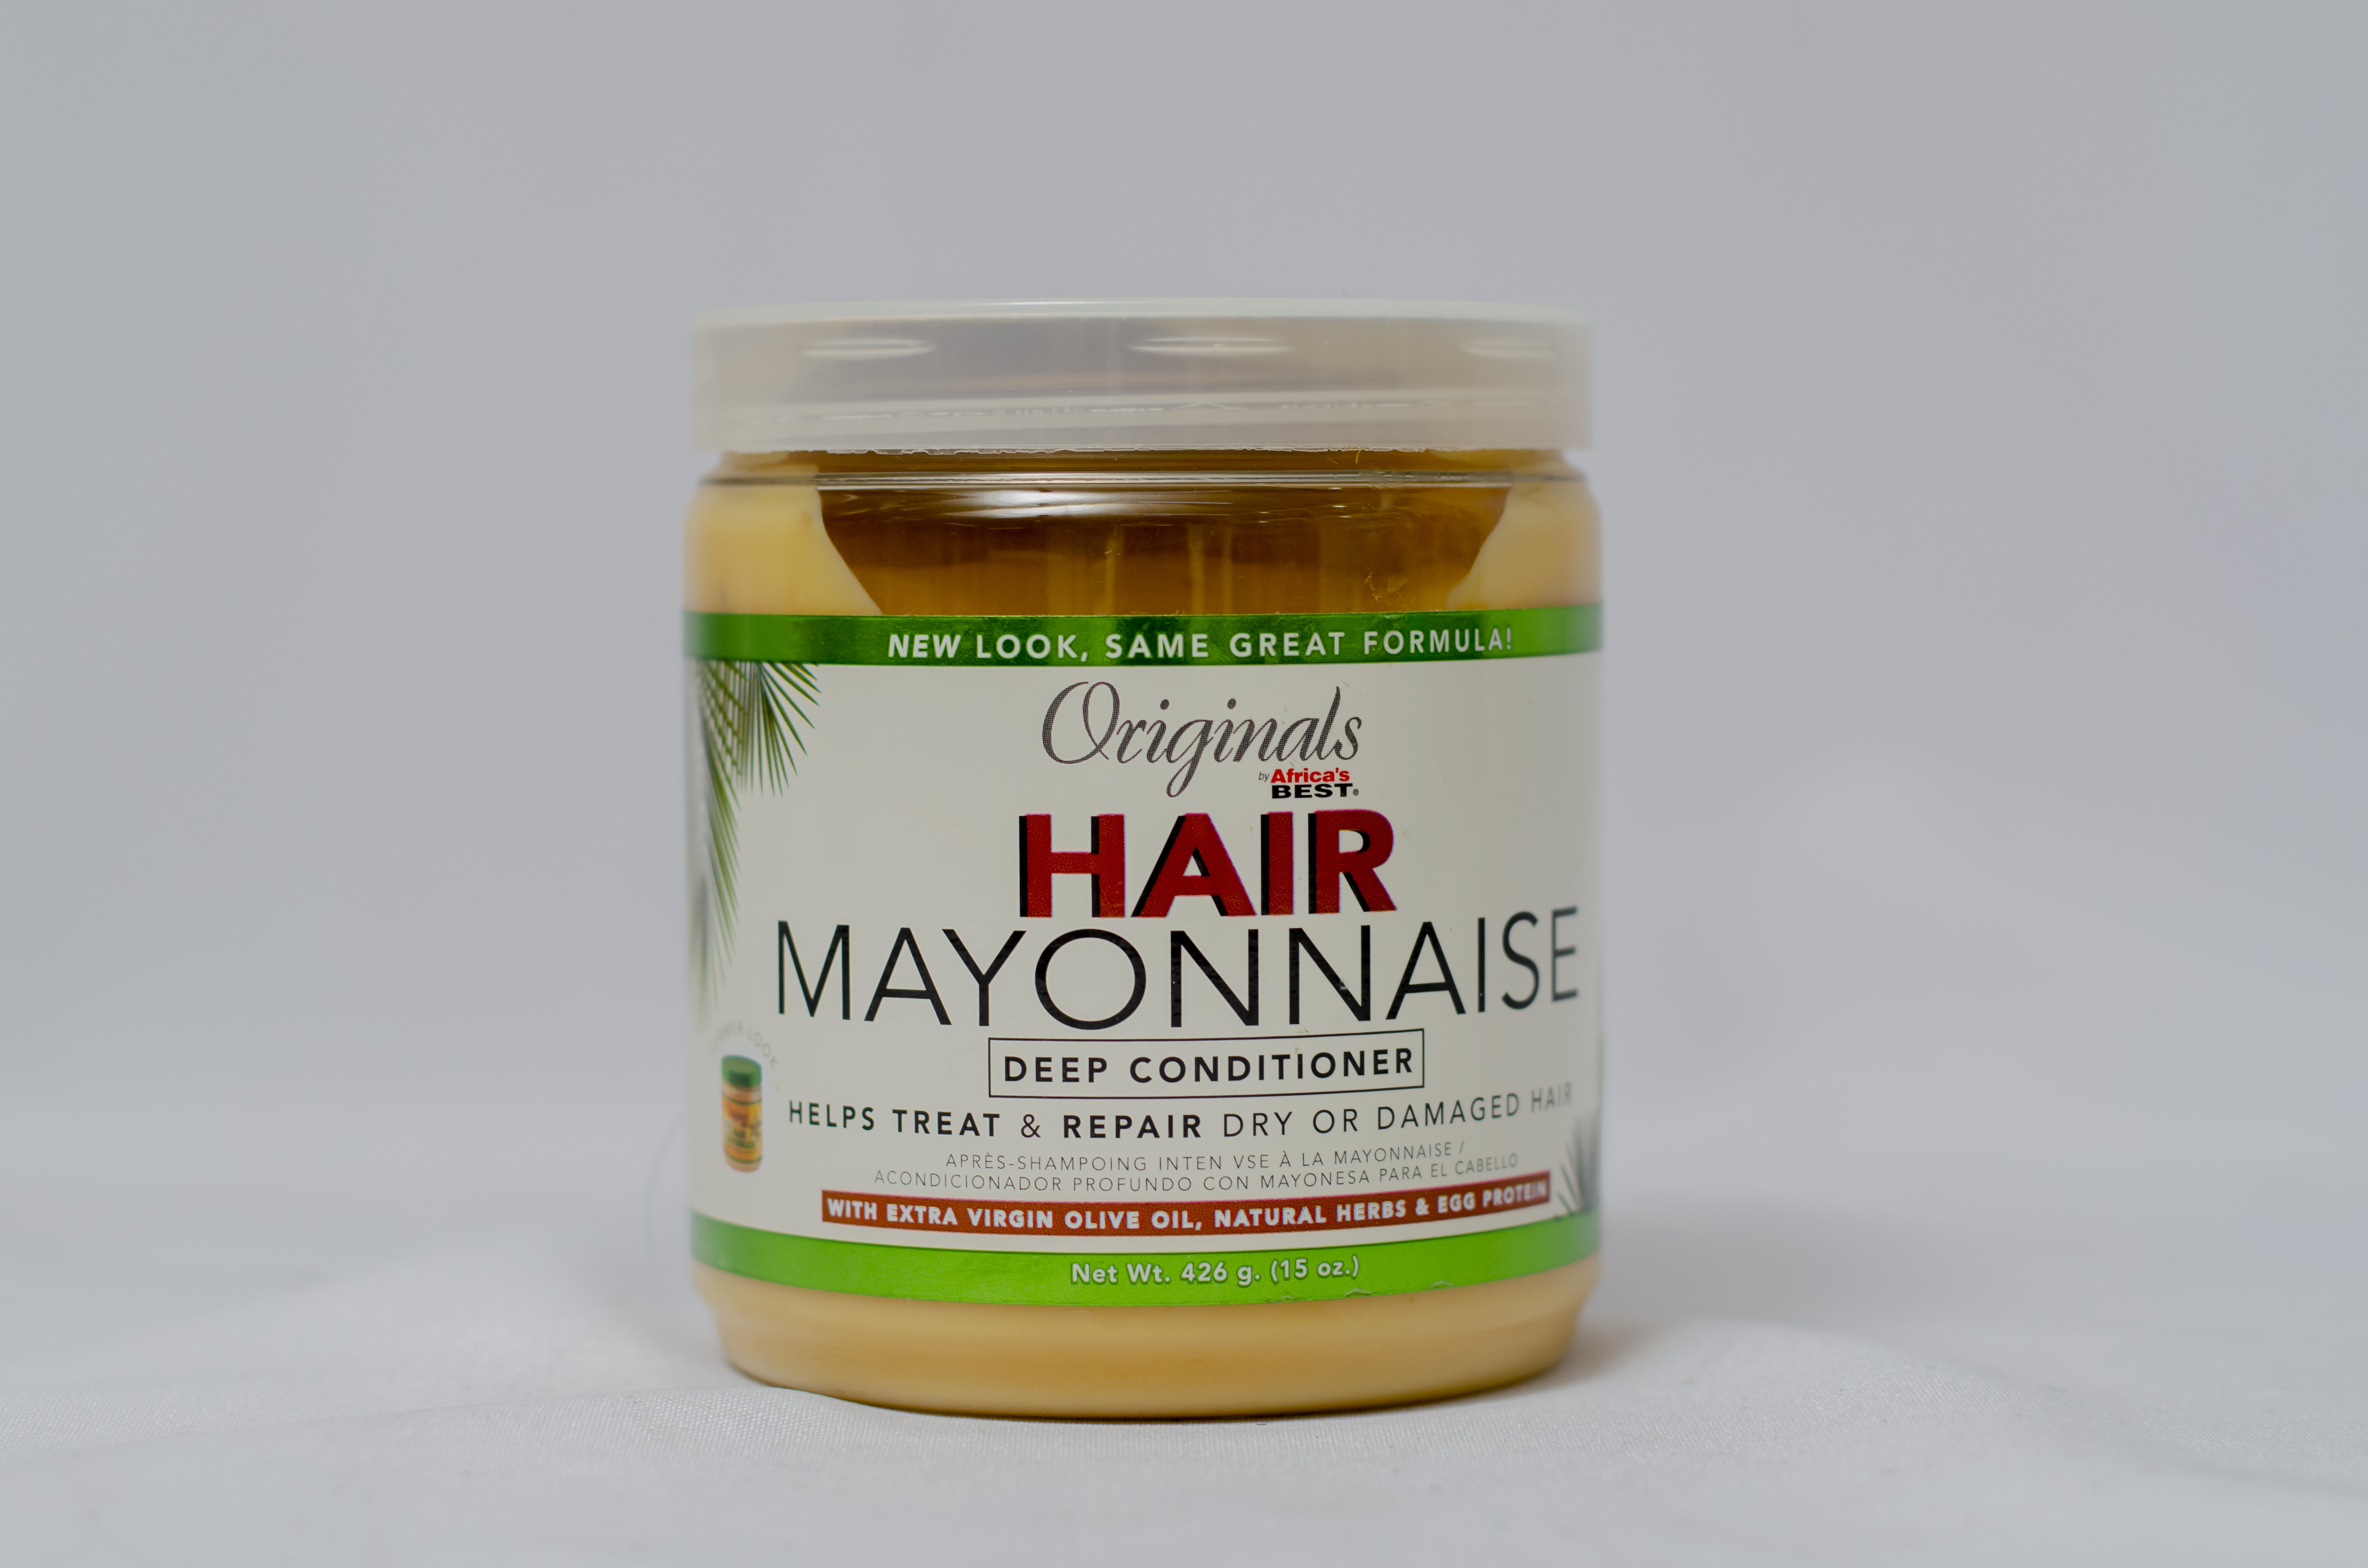 NEW LOOK, SAME GREAT FORMULA!
Originals
by Africa's
BEST®
HAIR
MAYONNAISE
DEEP CONDITIONER
HELPS TREAT & REPAIR DRY OR DAMAGED HAIR
LOOK
APRÈS-SHAMPOING INTEN VSE À LA MAYONNAISE /
ACONDICIONADOR PROFUNDO CON MAYONESA PARA EL CABELLO
WITH EXTRA VIRGIN OLIVE OIL, NATURAL HERBS & EGG PROTEIN
Net Wt. 426 g. (15 oz.)